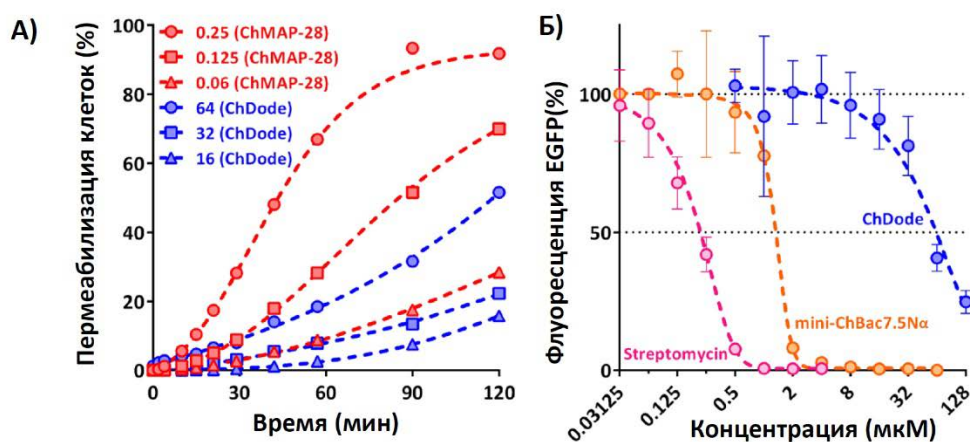 А)
Пермеабилизация клеток (%)
100
80
60
40
20
0
0.25 (ChMAP-28)
0.125 (ChMAP-28)
0.06 (ChMAP-28)
64 (ChDode)
32 (ChDode)
16 (ChDode)
0
30
60
90
120
Время (мин)
Б)
Флуоресценция EGFP(%)
100
50
0
ChDode
mini-ChBac7.5Nα
Streptomycin
0.03125
0.125
0.5
2
8
32
128
Концентрация (мкМ)